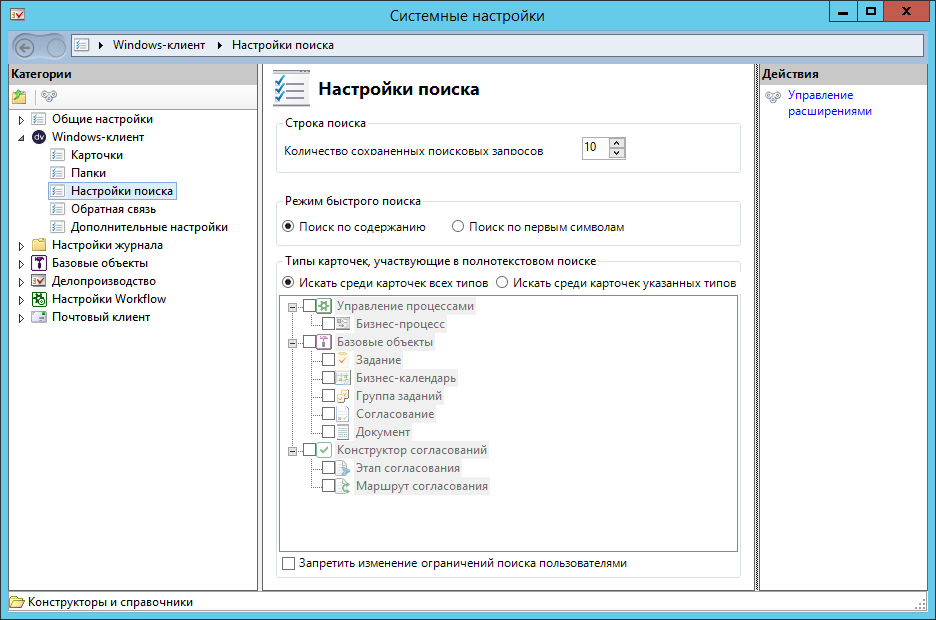 Системные настройки
Windows-клиент
Настройки поиска
Категории
Общие настройки
Windows-клиент
Карточки
Папки
Настройки поиска
Обратная связь
Дополнительные настройки
Настройки журнала
Базовые объекты
Делопроизводство
Настройки Workflow
Почтовый клиент
Настройки поиска
Строка поиска
Количество сохраненных поисковых запросов
10
Режим быстрого поиска
Поиск по содержанию
Поиск по первым символам
Типы карточек, участвующие в полнотекстовом поиске
Искать среди карточек всех типов
Искать среди карточек указанных типов
Управление процессами
Бизнес-процесс
Базовые объекты
Задание
Бизнес-календарь
Группа заданий
Согласование
Документ
Конструктор согласований
Этап согласования
Маршрут согласования
Запретить изменение ограничений поиска пользователями
Действия
Управление
расширениями
Конструкторы и справочники